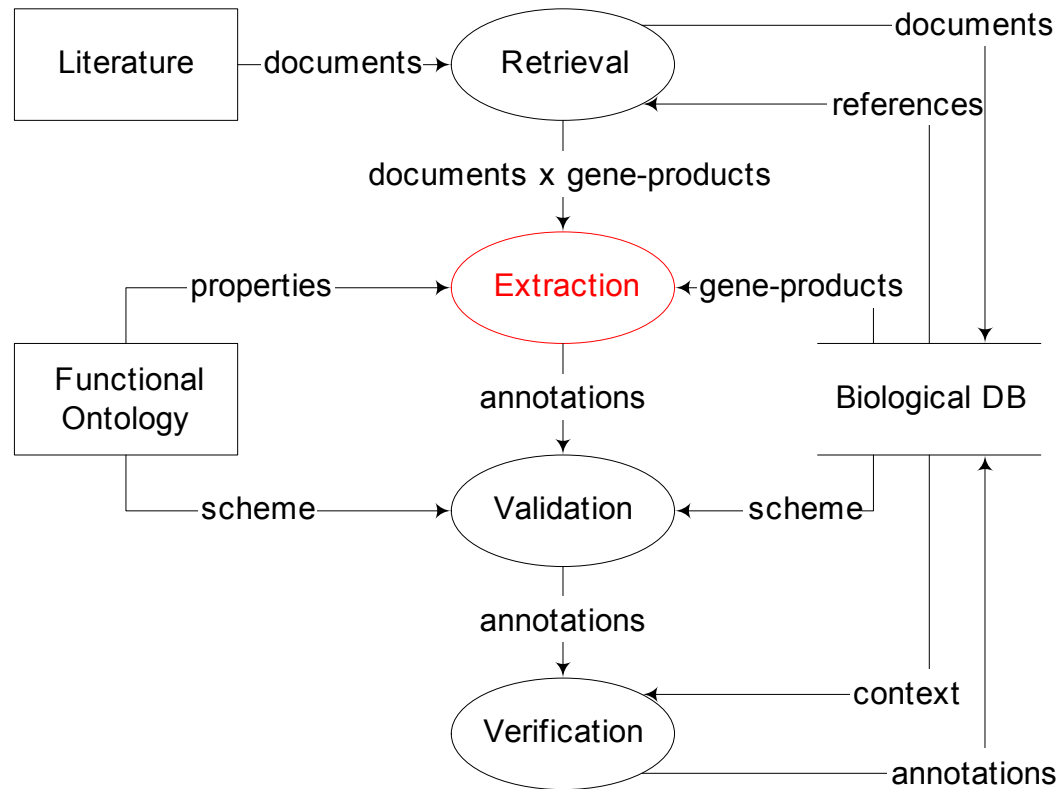 documents
Literature
documents
Retrieval
references
documents x gene-products
properties
Extraction
gene-products
Functional
Ontology
annotations
Biological DB
scheme
Validation
scheme
annotations
context
Verification
annotations